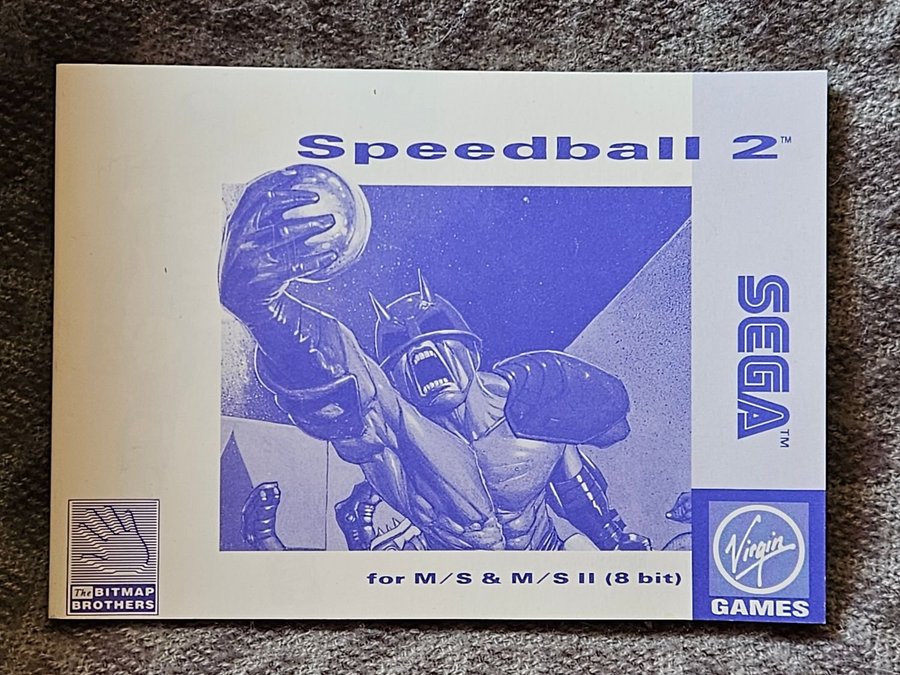 Speedball 2™
SEGA™
The BITMAP
BROTHERS
for M/S & M/S II (8 bit)
Virgin
GAMES